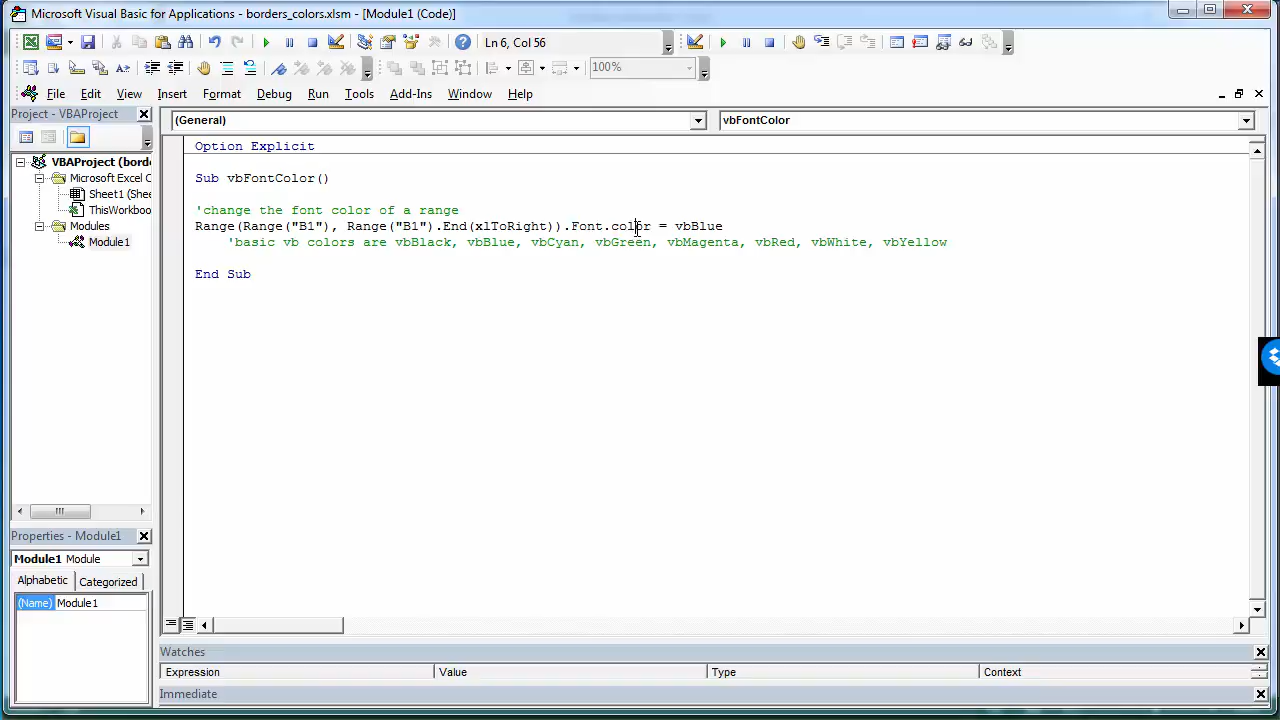 Microsoft Visual Basic for Applications - borders_colors.xlsm - [Module1 (Code)]
Ln 6, Col 56
100%
File Edit View Insert Format Debug Run Tools Add-Ins Window Help
Project - VBAProject
(General)
vbFontColor
VBAProject (borde
Microsoft Excel O
Sheet1 (Shee
ThisWorkboo
Modules
Module1
Option Explicit
Sub vbFontColor()
'change the font color of a range
Range(Range("B1"), Range("B1").End(xlToRight)).Font.color = vbBlue
'basic vb colors are vbBlack, vbBlue, vbCyan, vbGreen, vbMagenta, vbRed, vbWhite, vbYellow
End Sub
Properties - Module1
Module1 Module
Alphabetic Categorized
(Name) Module1
Watches
Expression Value Type Context
Immediate